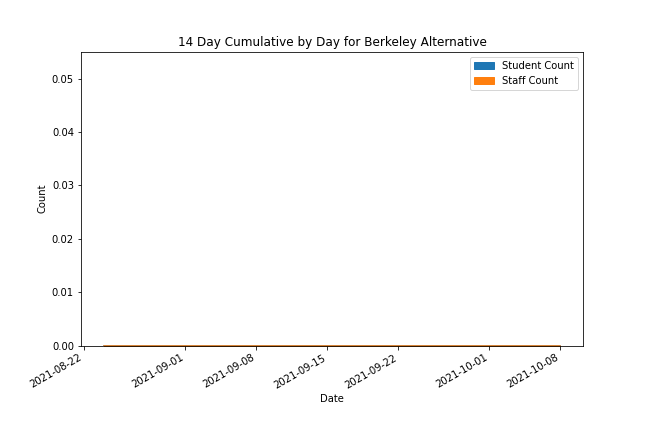 14 Day Cumulative by Day for Berkeley Alternative
Student Count
Staff Count
0.05
0.04
0.03
0.02
0.01
0.00
Count
2021-08-22
2021-09-01
2021-09-08
2021-09-15
2021-09-22
2021-10-01
2021-10-08
Date